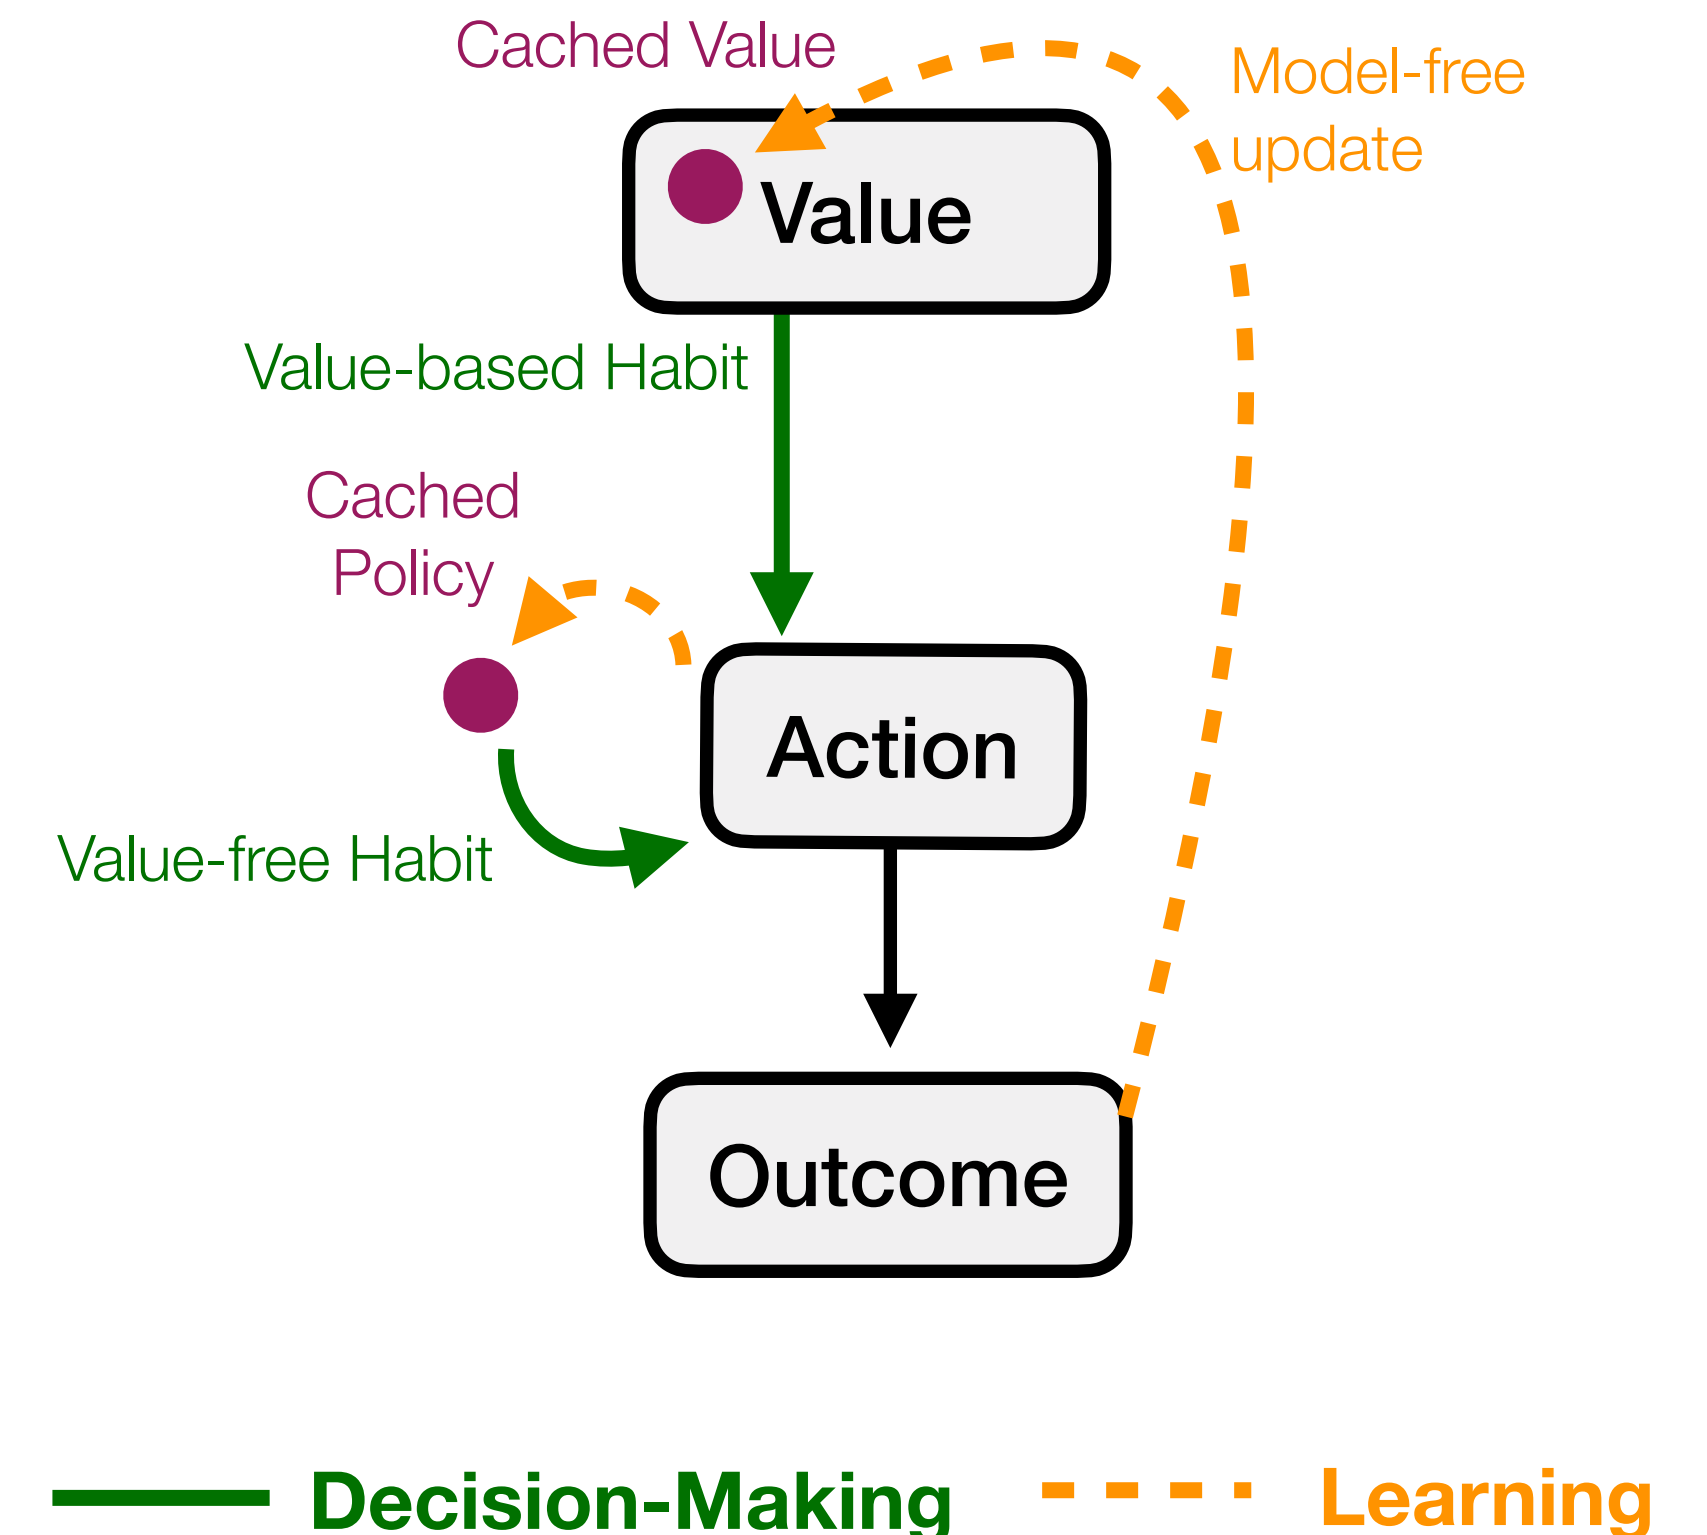 Cached Value
Model-free
update
Value
Value-based Habit
Cached
Policy
Action
Value-free Habit
Outcome
Decision-Making
Learning